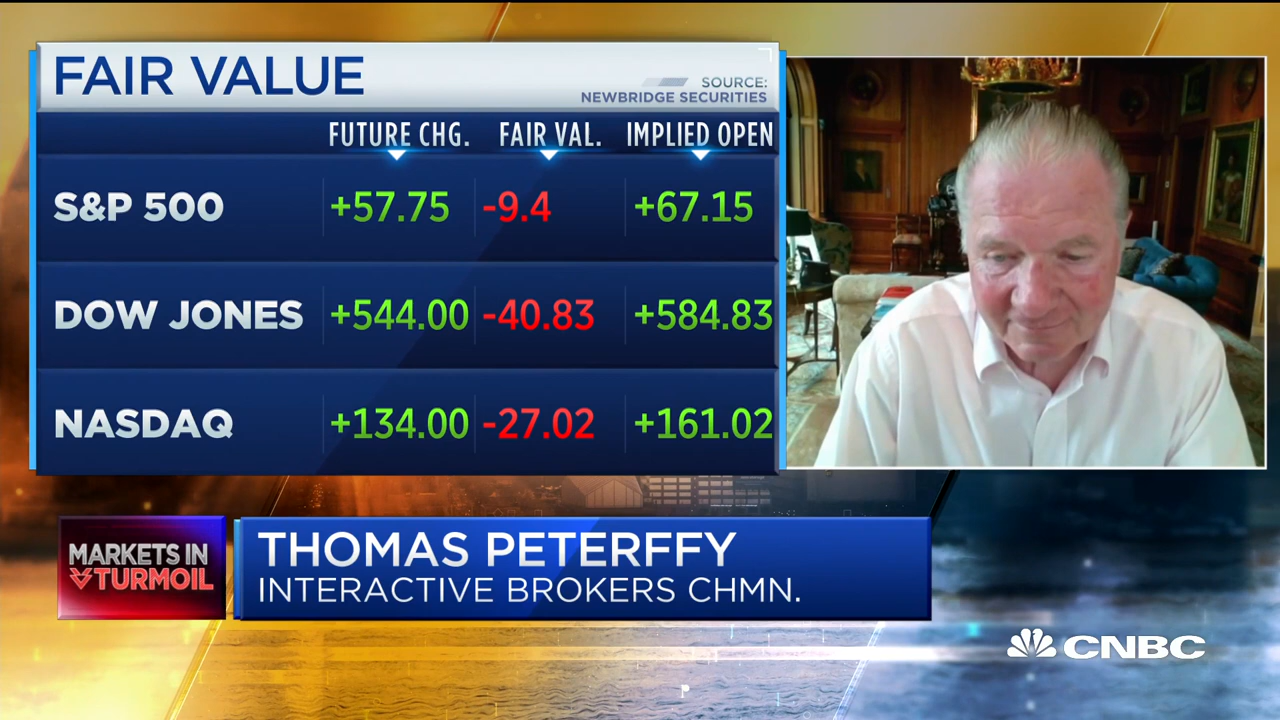 FAIR VALUE
SOURCE:
NEWBRIDGE SECURITIES
FUTURE CHG. FAIR VAL. IMPLIED OPEN
S&P 500 +57.75 -9.4 +67.15
DOW JONES +544.00 -40.83 +584.83
NASDAQ +134.00 -27.02 +161.02
MARKETS IN
TURMOIL
THOMAS PETERFFY
INTERACTIVE BROKERS CHMN.
CNBC
P